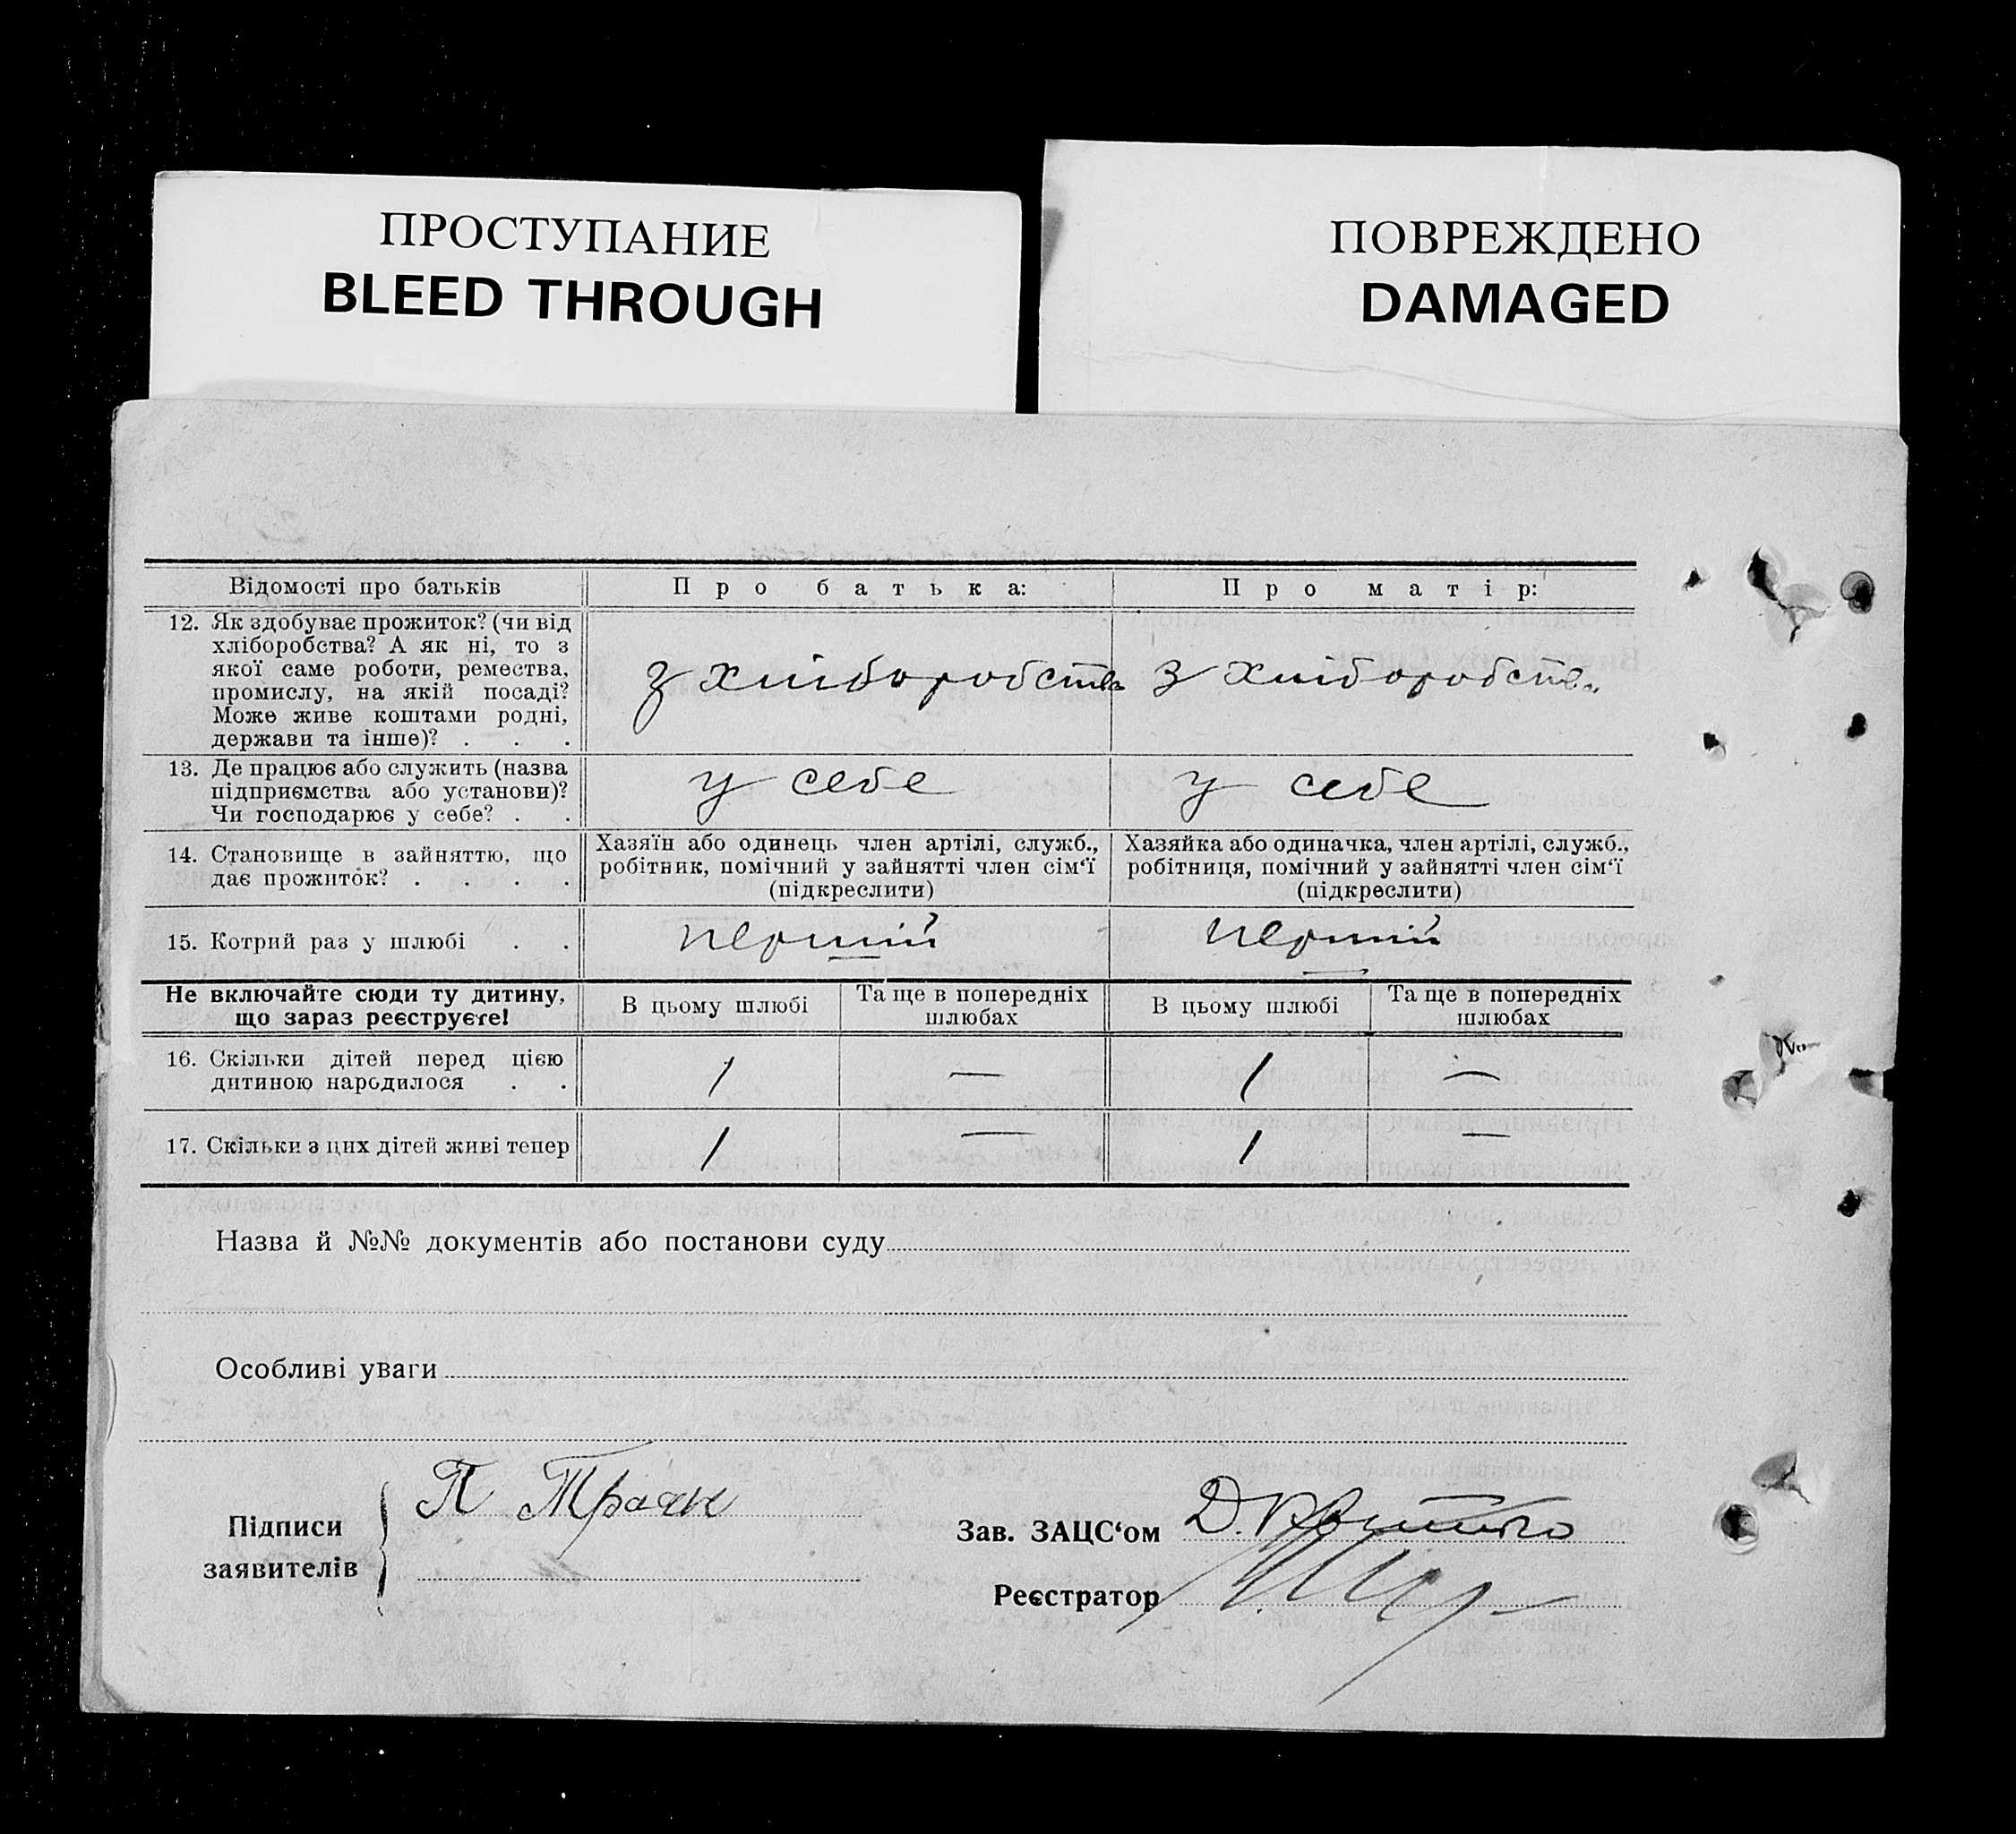 ПРОСТУПАНИЕ
BLEED THROUGH
ПОВРЕЖДЕНО
DAMAGED
Відомості про батьків
Про батька:
Про матір:
12. Як здобуває прожиток? (чи від
хліборобства? А як ні, то з
якої саме роботи, ремества,
промислу, на якій посаді?
Може живе коштами родні,
держави та інше)? . . .
з хліборобства
з хліборобства
13. Де працює або служить (назва
підприємства або установи)?
Чи господарює у себе? . .
у себе
у себе
14. Становище в зайняттю, що
дає прожиток? . . . .
Хазяїн або одинець член артілі, служб.,
робітник, помічний у зайнятті член сім‘ї
(підкреслити)
Хазяйка або одиначка, член артілі, служб.,
робітниця, помічний у зайнятті член сім‘ї
(підкреслити)
15. Котрий раз у шлюбі . .
перший
перший
Не включайте сюди ту дитину,
що зараз реєструєте!
В цьому шлюбі
Та ще в попередніх
шлюбах
В цьому шлюбі
Та ще в попередніх
шлюбах
16. Скільки дітей перед цією
дитиною народилося . .
1
—
1
—
17. Скільки з цих дітей живі тепер
1
—
1
—
Назва й №№ документів або постанови суду
Особливі уваги
Підписи
заявителів
П
Зав. ЗАЦС‘ом
Д.
Реєстратор